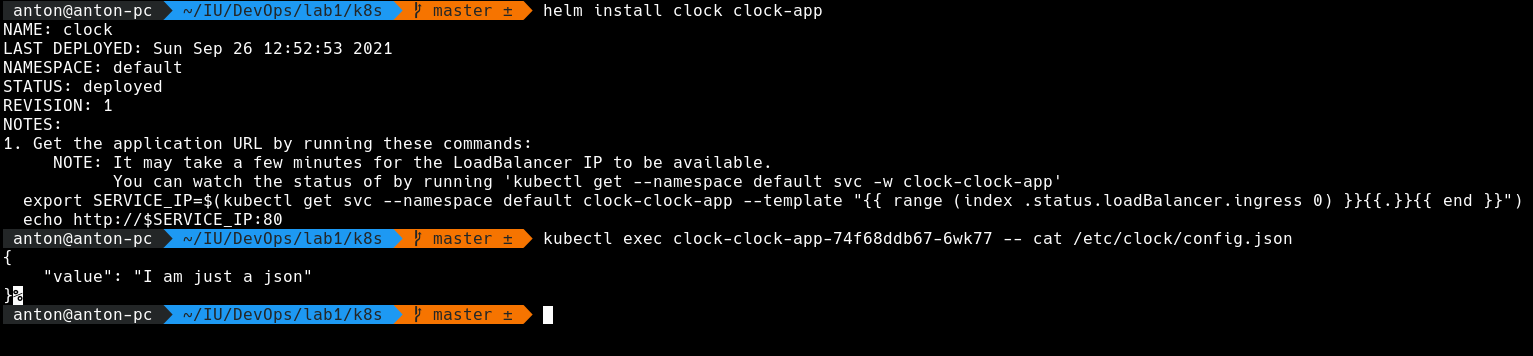 anton@anton-pc ~/IU/DevOps/lab1/k8s master ± helm install clock clock-app
NAME: clock
LAST DEPLOYED: Sun Sep 26 12:52:53 2021
NAMESPACE: default
STATUS: deployed
REVISION: 1
NOTES:
1. Get the application URL by running these commands:
     NOTE: It may take a few minutes for the LoadBalancer IP to be available.
           You can watch the status of by running 'kubectl get --namespace default svc -w clock-clock-app'
  export SERVICE_IP=$(kubectl get svc --namespace default clock-clock-app --template "{{ range (index .status.loadBalancer.ingress 0) }}{{.}}{{ end }}")
  echo http://$SERVICE_IP:80
anton@anton-pc ~/IU/DevOps/lab1/k8s master ± kubectl exec clock-clock-app-74f68ddb67-6wk77 -- cat /etc/clock/config.json
{
    "value": "I am just a json"
}%
anton@anton-pc ~/IU/DevOps/lab1/k8s master ±